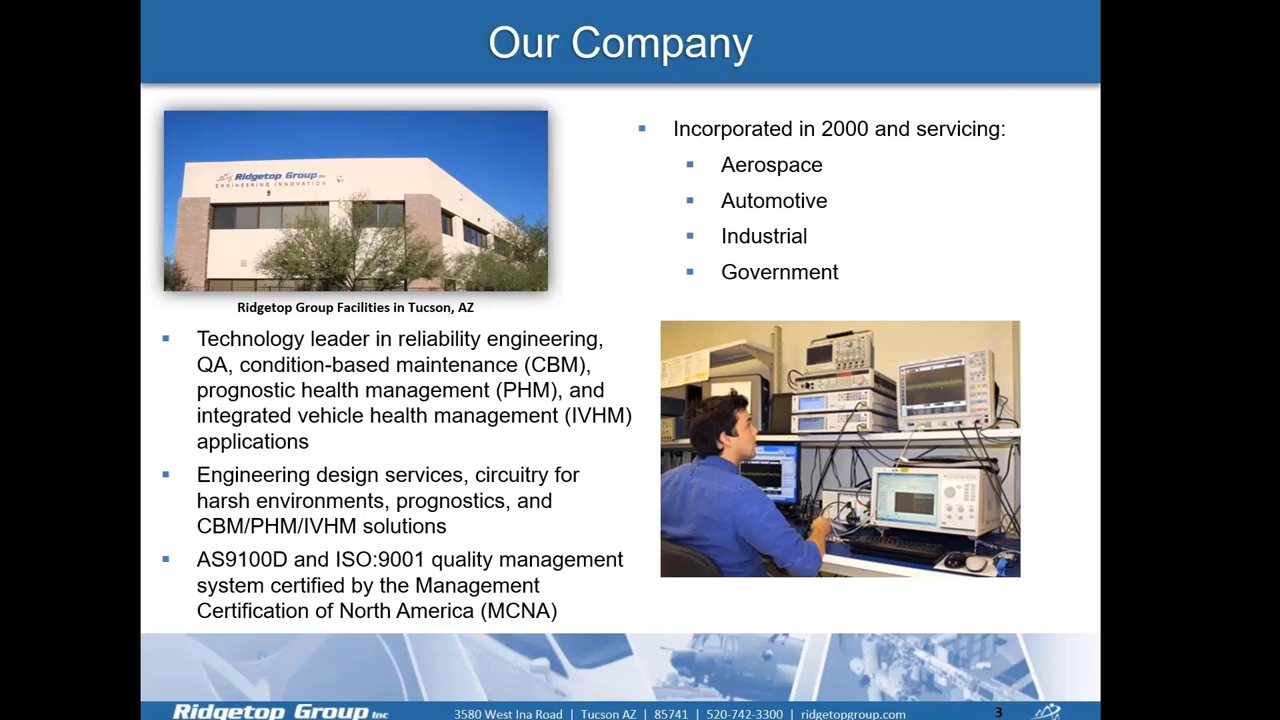 Our Company
Ridgetop Group Inc
ENGINEERING INNOVATION
Ridgetop Group Facilities in Tucson, AZ
Technology leader in reliability engineering,
QA, condition-based maintenance (CBM),
prognostic health management (PHM), and
integrated vehicle health management (IVHM)
applications
Engineering design services, circuitry for
harsh environments, prognostics, and
CBM/PHM/IVHM solutions
AS9100D and ISO:9001 quality management
system certified by the Management
Certification of North America (MCNA)
Incorporated in 2000 and servicing:
Aerospace
Automotive
Industrial
Government
Ridgetop Group Inc
3580 West Ina Road | Tucson AZ | 85741 | 520-742-3300 | ridgetopgroup.com
3